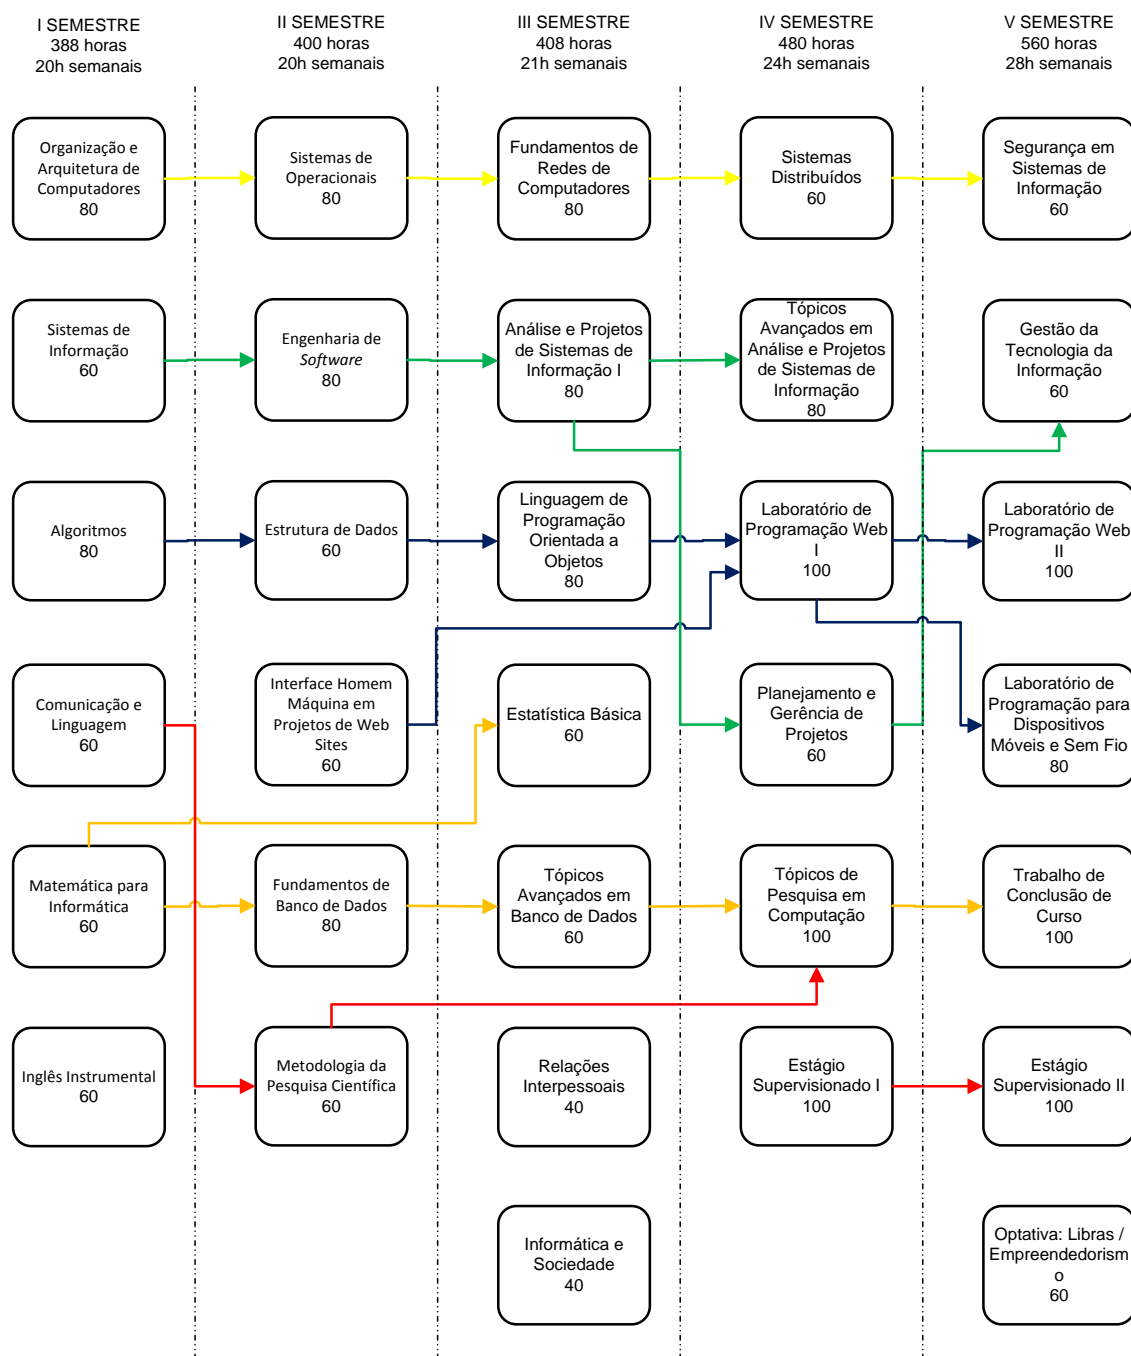 I SEMESTRE
388 horas
20h semanais
II SEMESTRE
400 horas
20h semanais
III SEMESTRE
408 horas
21h semanais
IV SEMESTRE
480 horas
24h semanais
V SEMESTRE
560 horas
28h semanais
Organização e
Arquitetura de
Computadores
80
Sistemas de
Operacionais
80
Fundamentos de
Redes de
Computadores
80
Sistemas
Distribuídos
60
Segurança em
Sistemas de
Informação
60
Sistemas de
Informação
60
Engenharia de
Software
80
Análise e Projetos
de Sistemas de
Informação I
80
Tópicos
Avançados em
Análise e Projetos
de Sistemas de
Informação
80
Gestão da
Tecnologia da
Informação
60
Algoritmos
80
Estrutura de Dados
60
Linguagem de
Programação
Orientada a
Objetos
80
Laboratório de
Programação Web
I
100
Laboratório de
Programação Web
II
100
Comunicação e
Linguagem
60
Interface Homem
Máquina em
Projetos de Web
Sites
60
Estatística Básica
60
Planejamento e
Gerência de
Projetos
60
Laboratório de
Programação para
Dispositivos
Móveis e Sem Fio
80
Matemática para
Informática
60
Fundamentos de
Banco de Dados
80
Tópicos
Avançados em
Banco de Dados
60
Tópicos de
Pesquisa em
Computação
100
Trabalho de
Conclusão de
Curso
100
Inglês Instrumental
60
Metodologia da
Pesquisa Científica
60
Relações
Interpessoais
40
Estágio
Supervisionado I
100
Estágio
Supervisionado II
100
Informática e
Sociedade
40
Optativa: Libras /
Empreendedorism
o
60